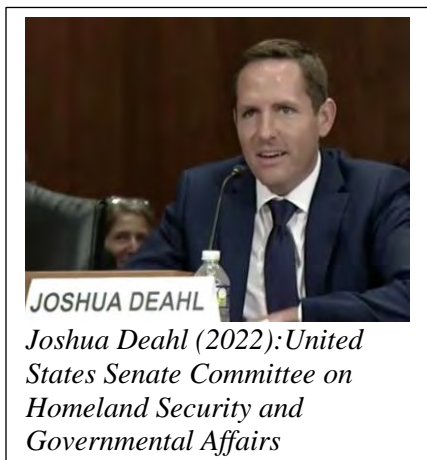 JOSHUA DEAHL
Joshua Deahl (2022):United
States Senate Committee on
Homeland Security and
Governmental Affairs